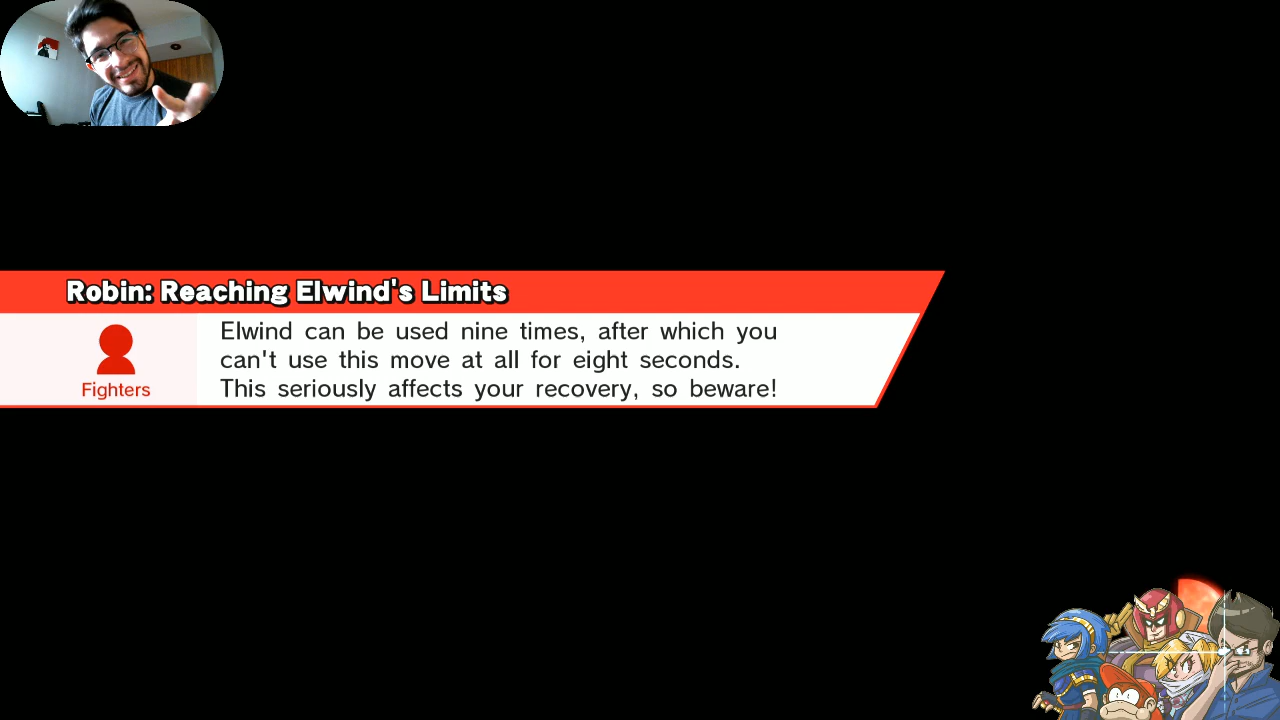 Robin: Reaching Elwind's Limits
Elwind can be used nine times, after which you
can't use this move at all for eight seconds.
This seriously affects your recovery, so beware!
Fighters